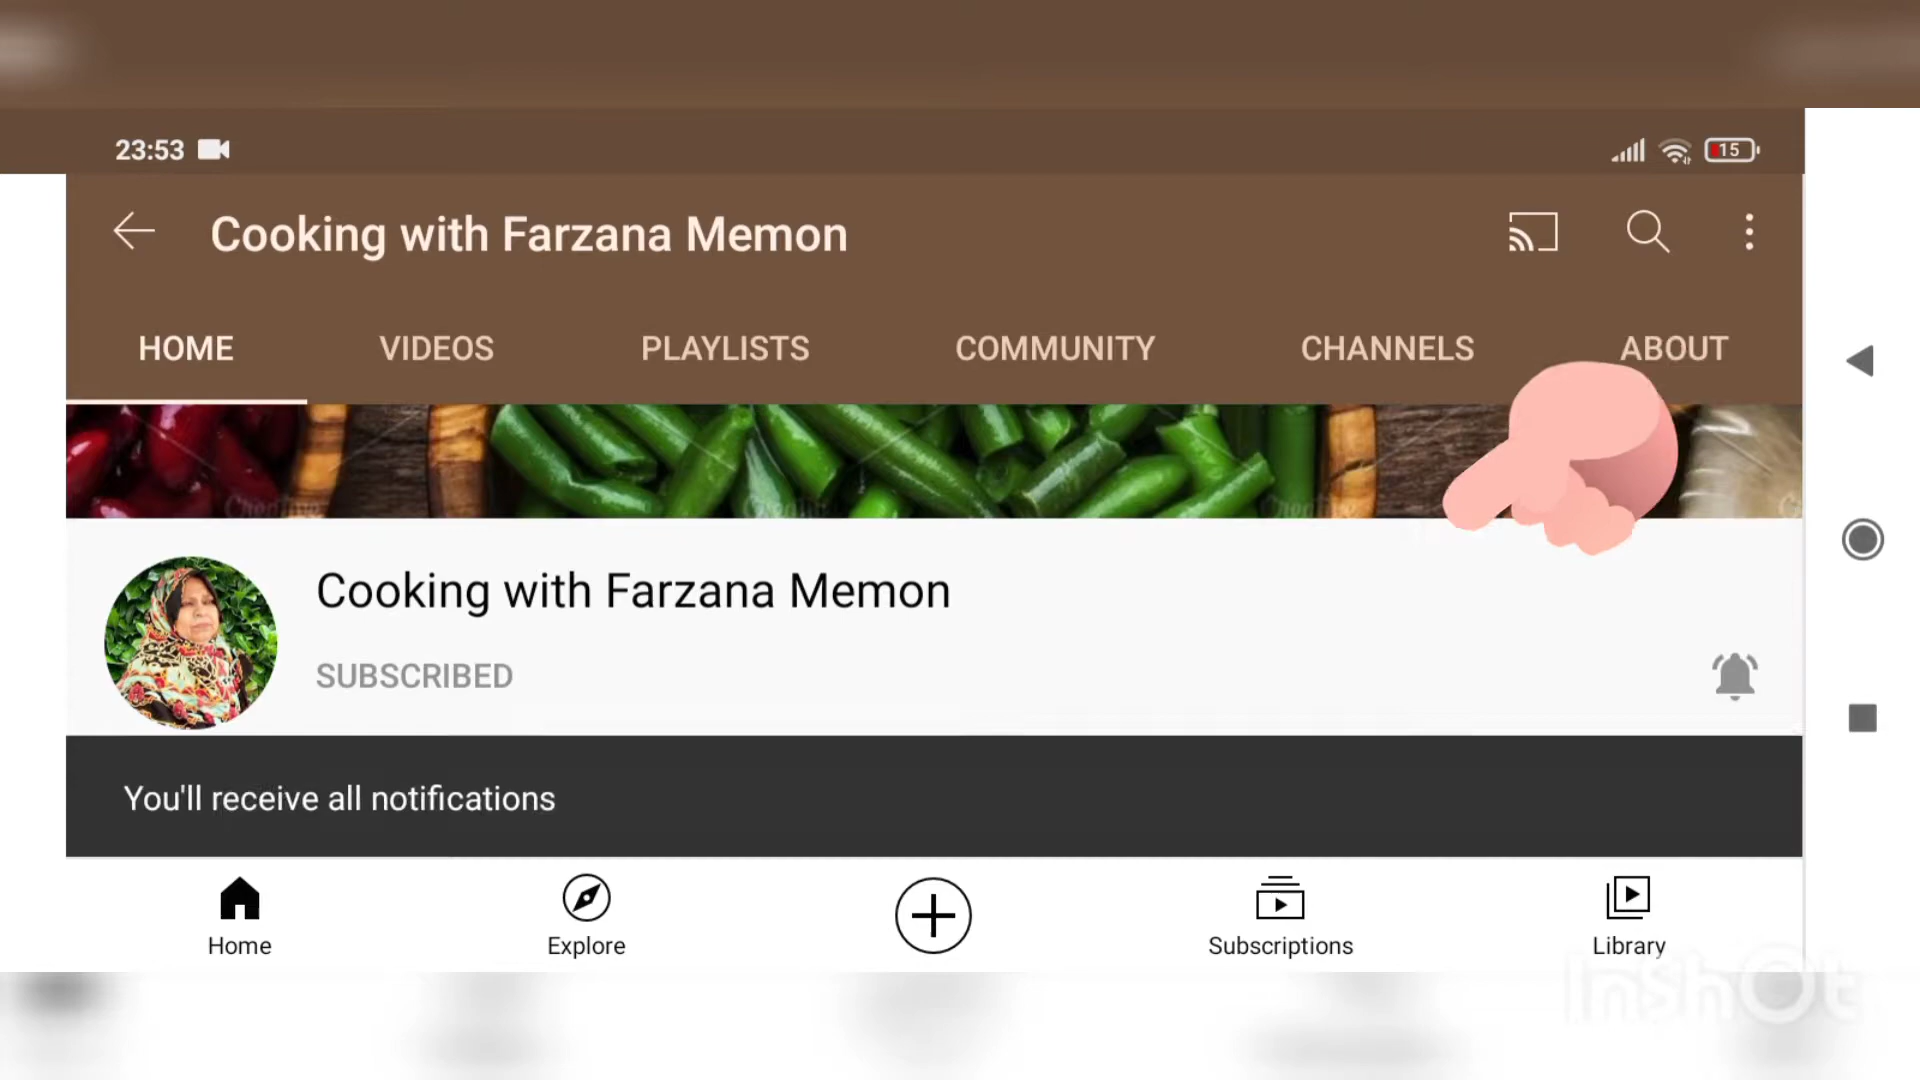 23:53
15
Cooking with Farzana Memon
HOME VIDEOS PLAYLISTS COMMUNITY CHANNELS ABOUT
Creative
Cooking with Farzana Memon
SUBSCRIBED
You'll receive all notifications
Home Explore Subscriptions Library
InShOt